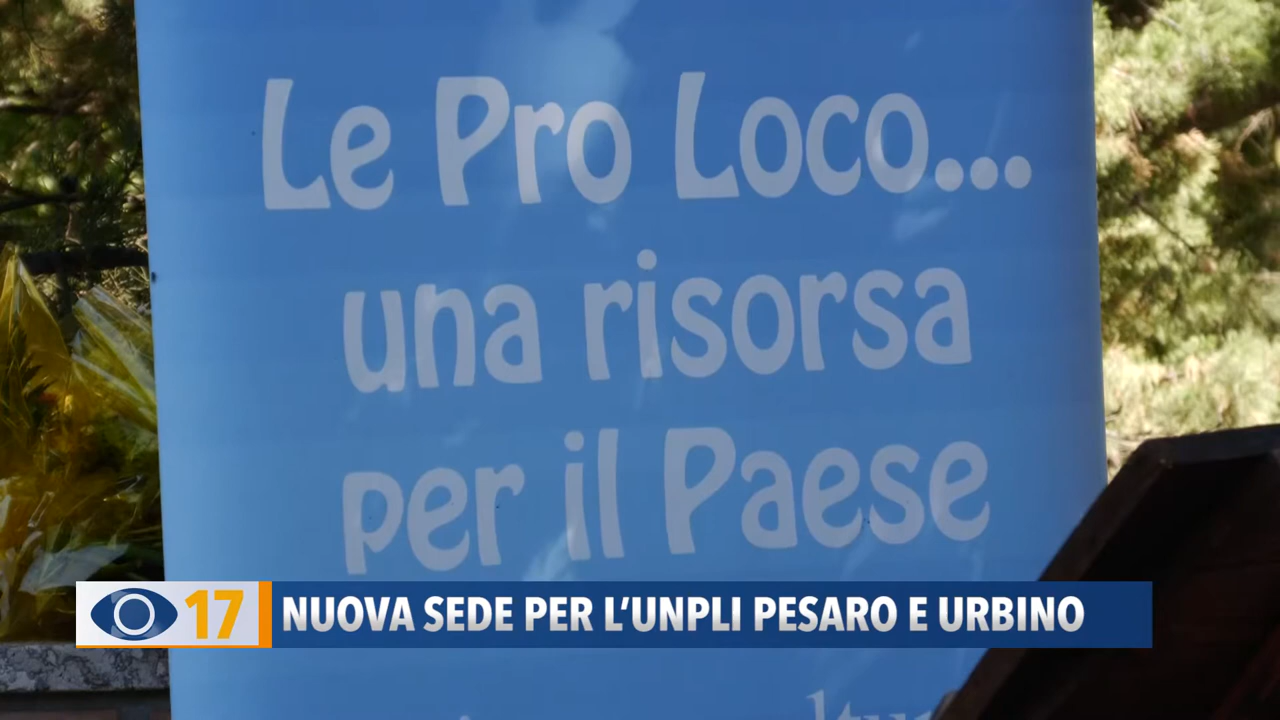 Le Pro Loco...
una risorsa
per il Paese
17 NUOVA SEDE PER L'UNPLI PESARO E URBINO